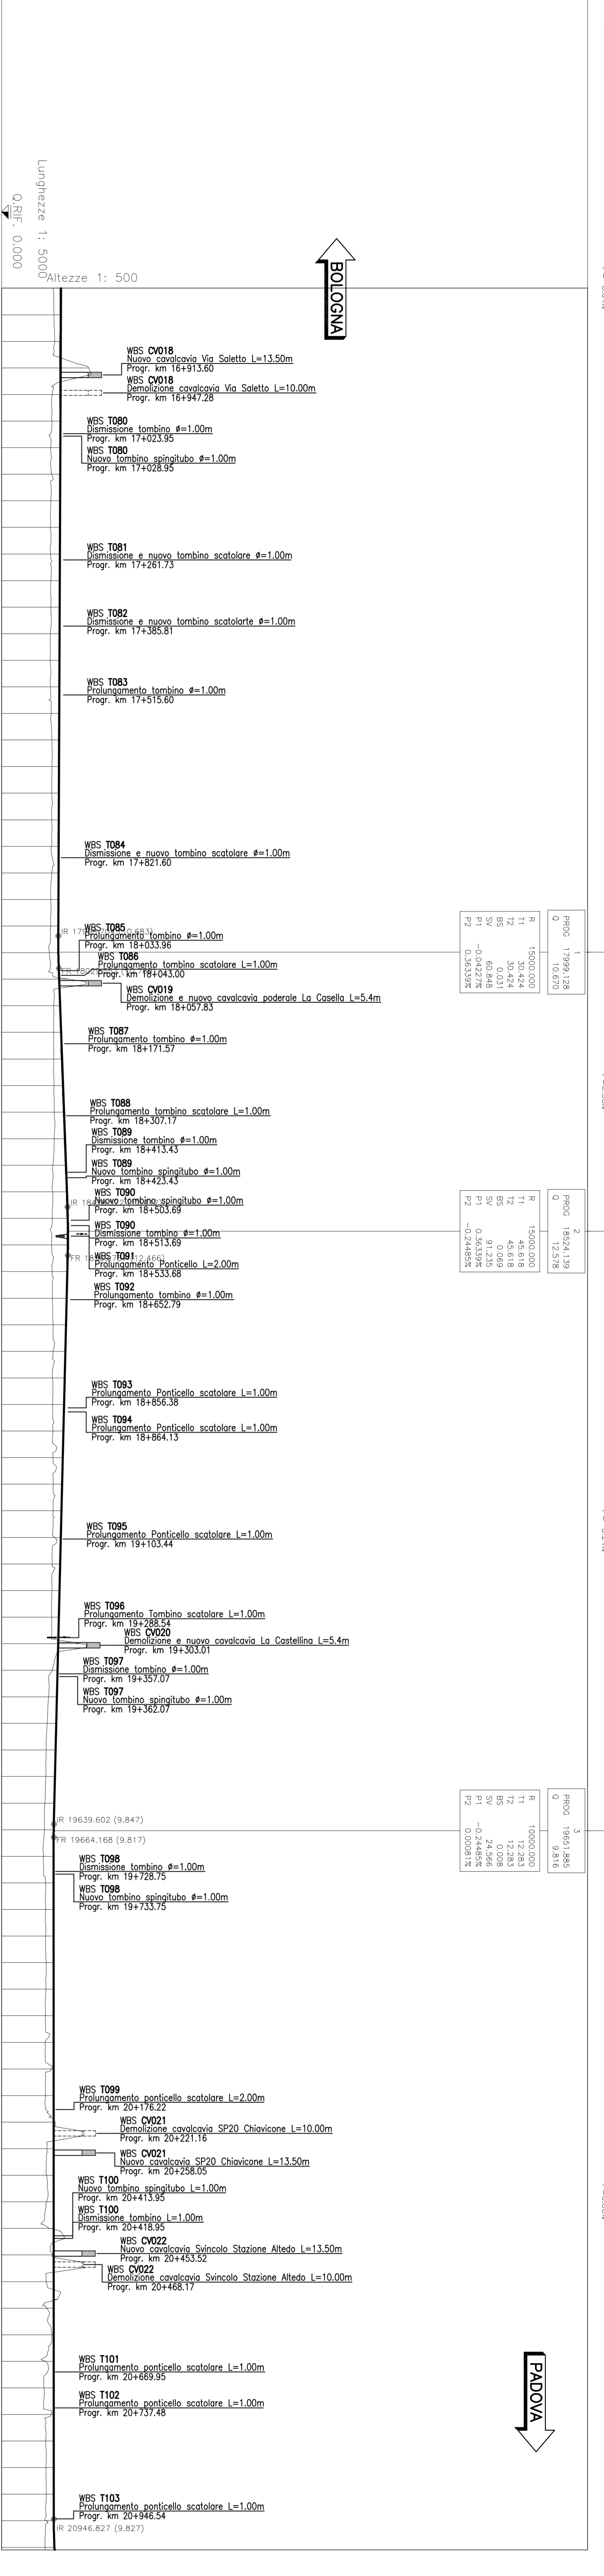 Lunghezze 1: 5000
Q.RIF. 0.000
Altezze 1: 500
BOLOGNA
WBS CV018
Nuovo cavalcavia Via Saletto L=13.50m
Progr. km 16+913.60
WBS CV018
Demolizione cavalcavia Via Saletto L=10.00m
Progr. km 16+947.28
WBS T080
Dismissione tombino ø=1.00m
Progr. km 17+023.95
WBS T080
Nuovo tombino spingitubo ø=1.00m
Progr. km 17+028.95
WBS T081
Dismissione e nuovo tombino scatolare ø=1.00m
Progr. km 17+261.73
WBS T082
Dismissione e nuovo tombino scatolarte ø=1.00m
Progr. km 17+385.81
WBS T083
Prolungamento tombino ø=1.00m
Progr. km 17+515.60
WBS T084
Dismissione e nuovo tombino scatolare ø=1.00m
Progr. km 17+821.60
1
PROG 17999.128
Q 10.670
R 15000.000
T1 30.424
T2 30.424
BS 0.031
SV 60.848
P1 -0.04227%
P2 0.36339%
WBS T085
Prolungamento tombino ø=1.00m
Progr. km 18+033.96
WBS T086
Prolungamento tombino scatolare L=1.00m
Progr. km 18+043.00
WBS CV019
Demolizione e nuovo cavalcavia poderale La Casella L=5.4m
Progr. km 18+057.83
WBS T087
Prolungamento tombino ø=1.00m
Progr. km 18+171.57
WBS T088
Prolungamento tombino scatolare L=1.00m
Progr. km 18+307.17
WBS T089
Dismissione tombino ø=1.00m
Progr. km 18+413.43
WBS T089
Nuovo tombino spingitubo ø=1.00m
Progr. km 18+423.43
WBS T090
Nuovo tombino spingitubo ø=1.00m
Progr. km 18+503.69
WBS T090
Dismissione tombino ø=1.00m
Progr. km 18+513.69
WBS T091
Prolungamento Ponticello L=2.00m
Progr. km 18+533.68
2
PROG 18524.139
Q 12.578
R 15000.000
T1 45.618
T2 45.618
BS 0.069
SV 91.235
P1 0.36339%
P2 -0.24485%
WBS T092
Prolungamento tombino ø=1.00m
Progr. km 18+652.79
WBS T093
Prolungamento Ponticello scatolare L=1.00m
Progr. km 18+856.38
WBS T094
Prolungamento Ponticello scatolare L=1.00m
Progr. km 18+864.13
WBS T095
Prolungamento Ponticello scatolare L=1.00m
Progr. km 19+103.44
WBS T096
Prolungamento Tombino scatolare L=1.00m
Progr. km 19+288.54
WBS CV020
Demolizione e nuovo cavalcavia La Castellina L=5.4m
Progr. km 19+303.01
WBS T097
Dismissione tombino ø=1.00m
Progr. km 19+357.07
WBS T097
Nuovo tombino spingitubo ø=1.00m
Progr. km 19+362.07
3
PROG 19651.885
Q 9.816
R 10000.000
T1 12.283
T2 12.283
BS 0.008
SV 24.566
P1 -0.24485%
P2 0.00081%
IR 19639.602 (9.847)
FR 19664.168 (9.817)
WBS T098
Dismissione tombino ø=1.00m
Progr. km 19+728.75
WBS T098
Nuovo tombino spingitubo ø=1.00m
Progr. km 19+733.75
WBS T099
Prolungamento ponticello scatolare L=2.00m
Progr. km 20+176.22
WBS CV021
Demolizione cavalcavia SP20 Chiavicone L=10.00m
Progr. km 20+221.16
WBS CV021
Nuovo cavalcavia SP20 Chiavicone L=13.50m
Progr. km 20+258.05
WBS T100
Nuovo tombino spingitubo L=1.00m
Progr. km 20+413.95
WBS T100
Dismissione tombino L=1.00m
Progr. km 20+418.95
WBS CV022
Nuovo cavalcavia Svincolo Stazione Altedo L=13.50m
Progr. km 20+453.52
WBS CV022
Demolizione cavalcavia Svincolo Stazione Altedo L=10.00m
Progr. km 20+468.17
PADOVA
WBS T101
Prolungamento ponticello scatolare L=1.00m
Progr. km 20+669.95
WBS T102
Prolungamento ponticello scatolare L=1.00m
Progr. km 20+737.48
WBS T103
Prolungamento ponticello scatolare L=1.00m
Progr. km 20+946.54
IR 20946.827 (9.827)